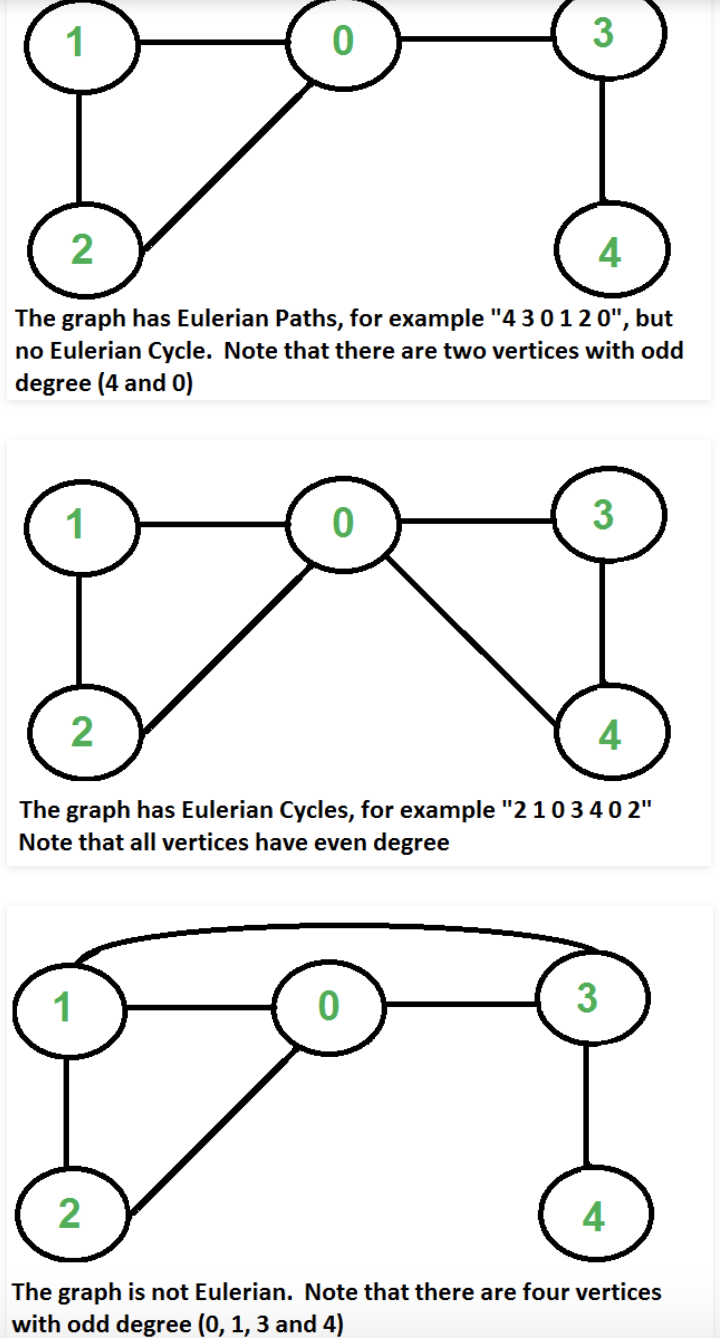 1 0 3
2 4
The graph has Eulerian Paths, for example "4 3 0 1 2 0", but
no Eulerian Cycle. Note that there are two vertices with odd
degree (4 and 0)
1 0 3
2 4
The graph has Eulerian Cycles, for example "2 1 0 3 4 0 2"
Note that all vertices have even degree
1 0 3
2 4
The graph is not Eulerian. Note that there are four vertices
with odd degree (0, 1, 3 and 4)